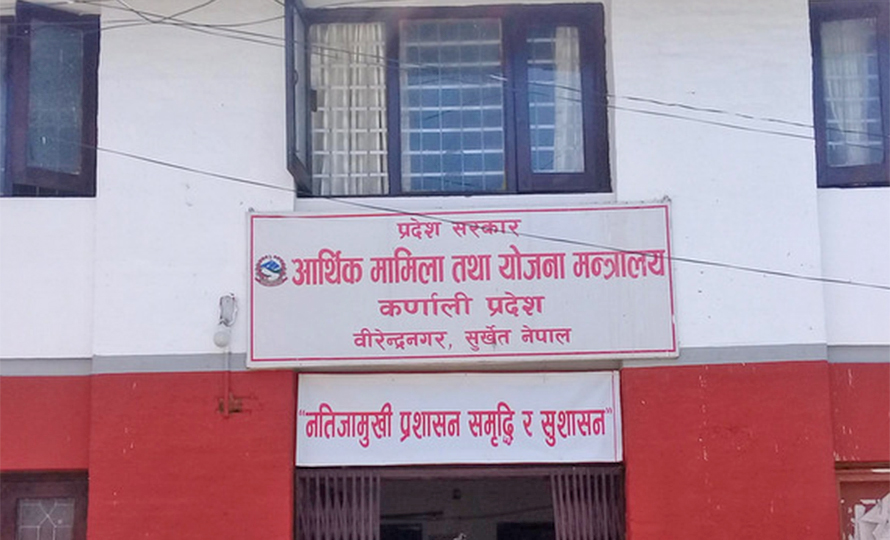 प्रदेश सरकार
आर्थिक मामिला तथा योजना मन्त्रालय
कर्णाली प्रदेश
वीरेन्द्रनगर, सुर्खेत नेपाल
"नतिजामुखी प्रशासन समृद्धि र सुशासन"